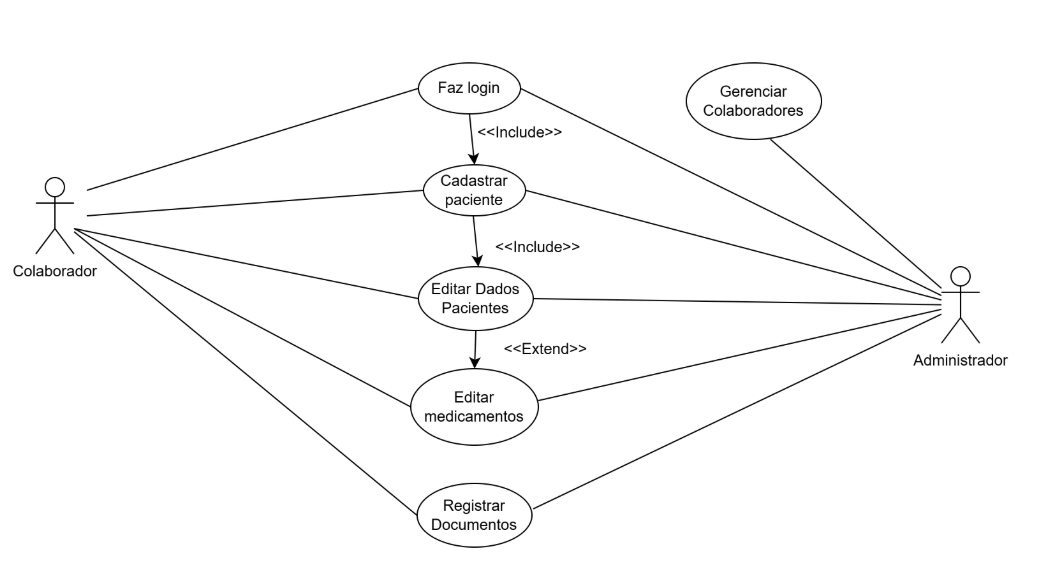 Faz login
Gerenciar
Colaboradores
<<Include>>
Cadastrar
paciente
<<Include>>
Colaborador
Editar Dados
Pacientes
<<Extend>>
Administrador
Editar
medicamentos
Registrar
Documentos